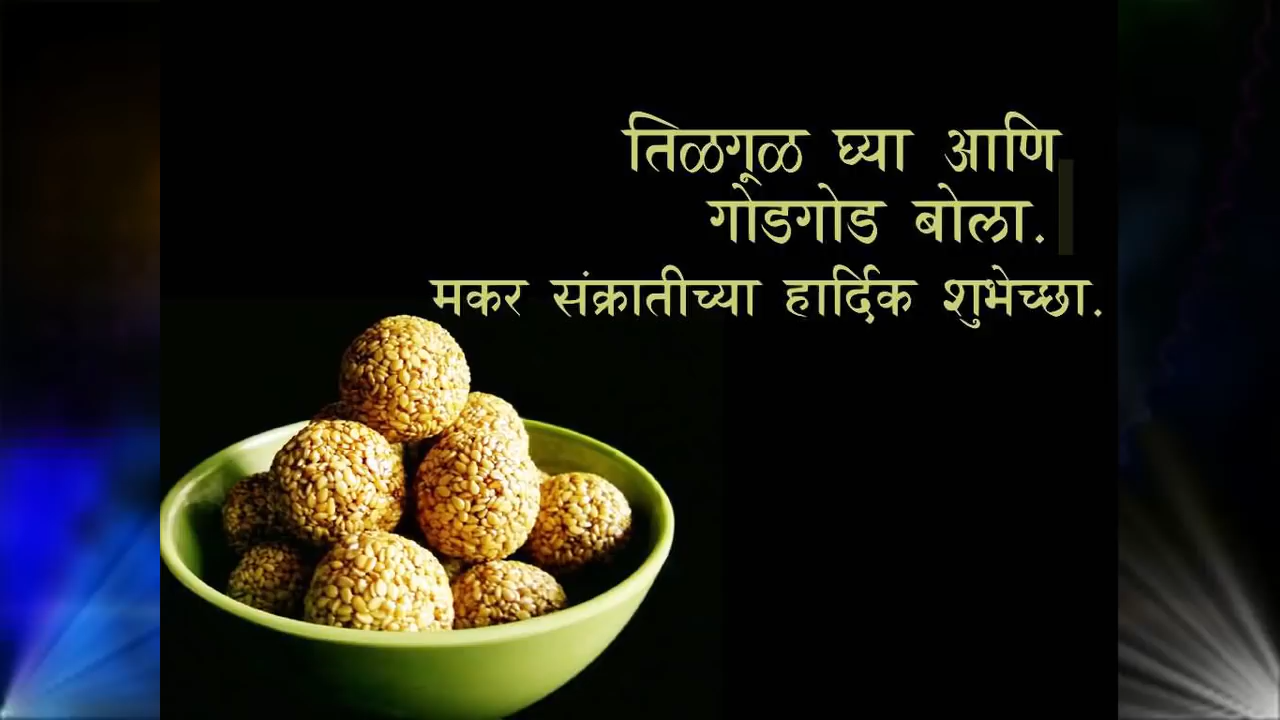 तिळगूळ घ्या आणि
गोडगोड बोला.
मकर संक्रातीच्या हार्दिक शुभेच्छा.